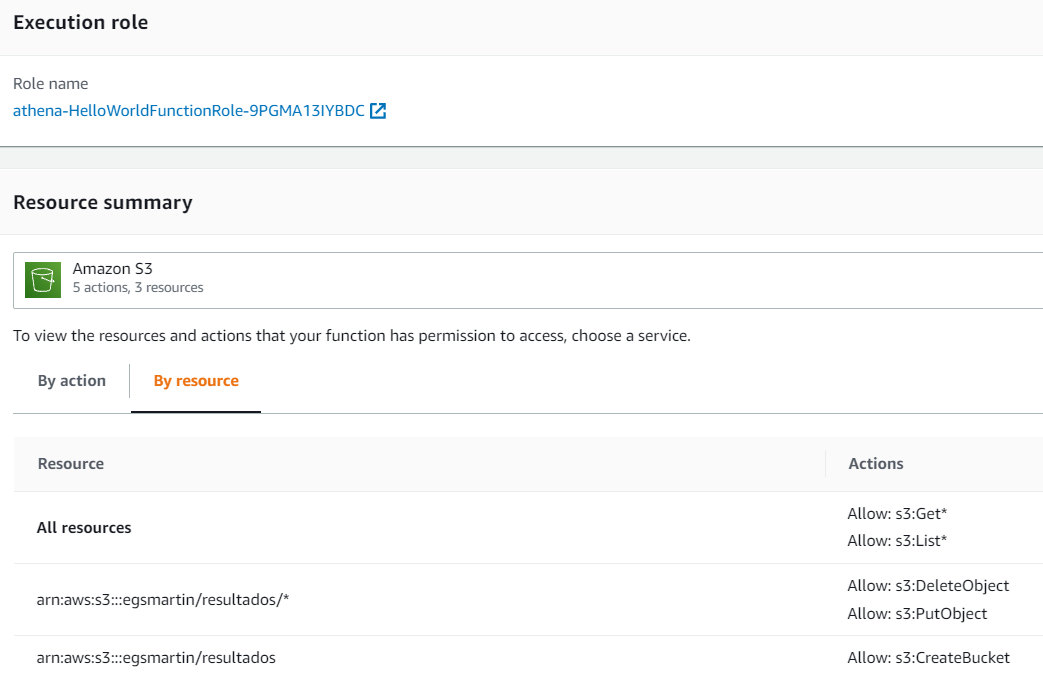 Execution role
Role name
athena-HelloWorldFunctionRole-9PGMA13IYBDC
Resource summary
Amazon S3
5 actions, 3 resources
To view the resources and actions that your function has permission to access, choose a service.
By action
By resource
Resource
Actions
All resources
Allow: s3:Get*
Allow: s3:List*
arn:aws:s3:::egsmartin/resultados/*
Allow: s3:DeleteObject
Allow: s3:PutObject
arn:aws:s3:::egsmartin/resultados
Allow: s3:CreateBucket